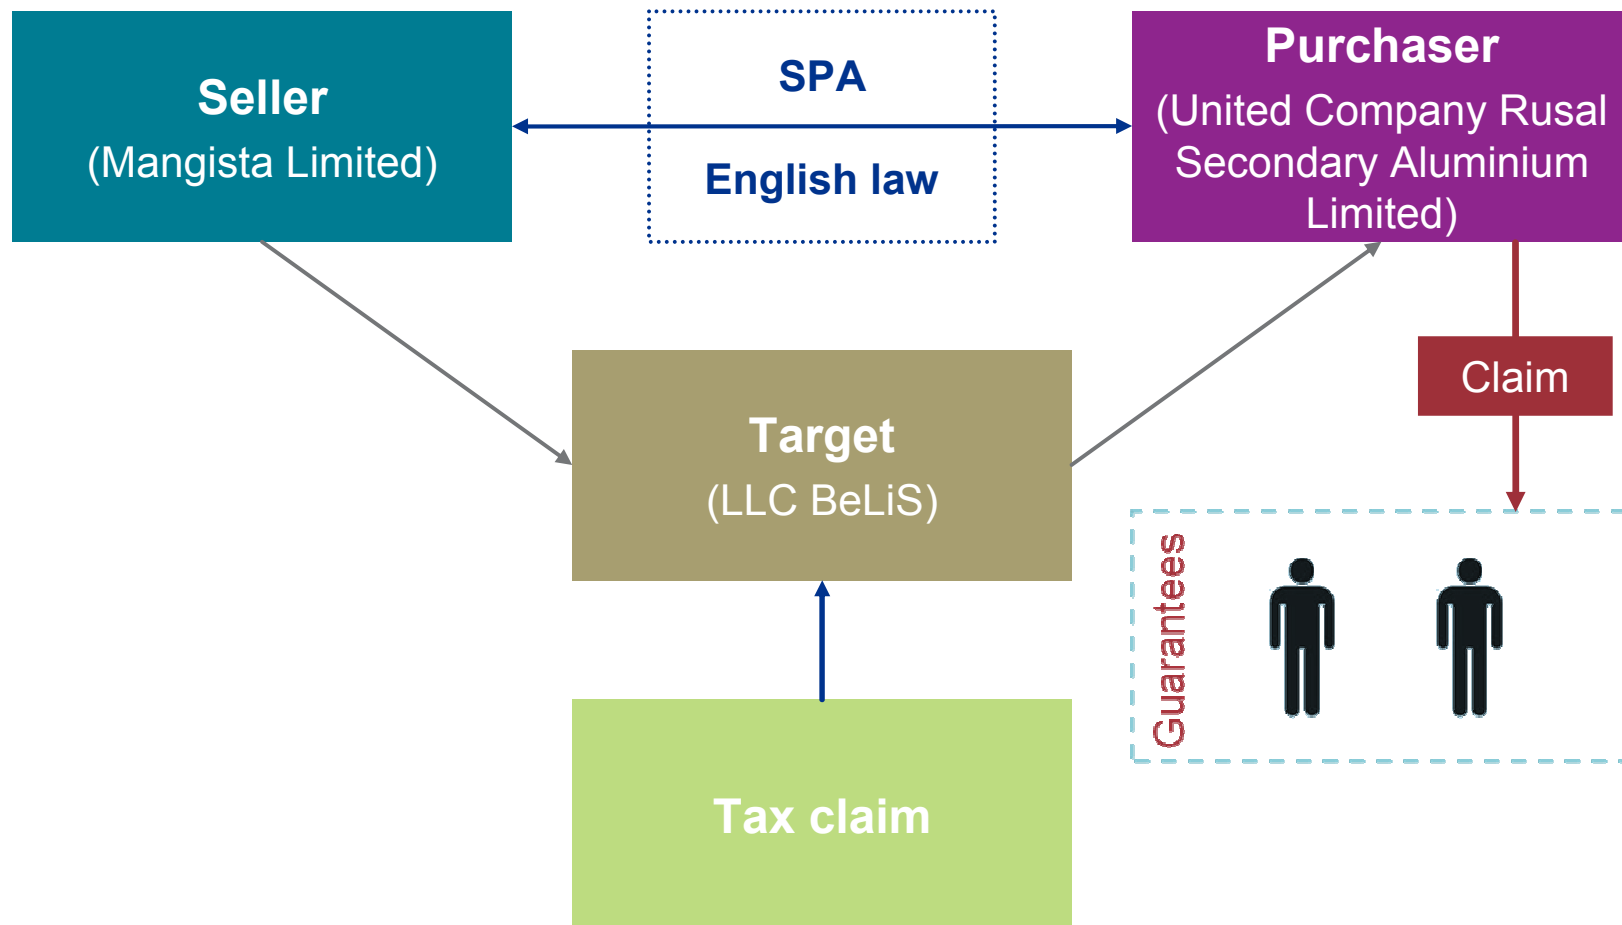 Seller
(Mangista Limited)
SPA
English law
Purchaser
(United Company Rusal
Secondary Aluminium
Limited)
Claim
Target
(LLC BeLiS)
Guarantees
Tax claim